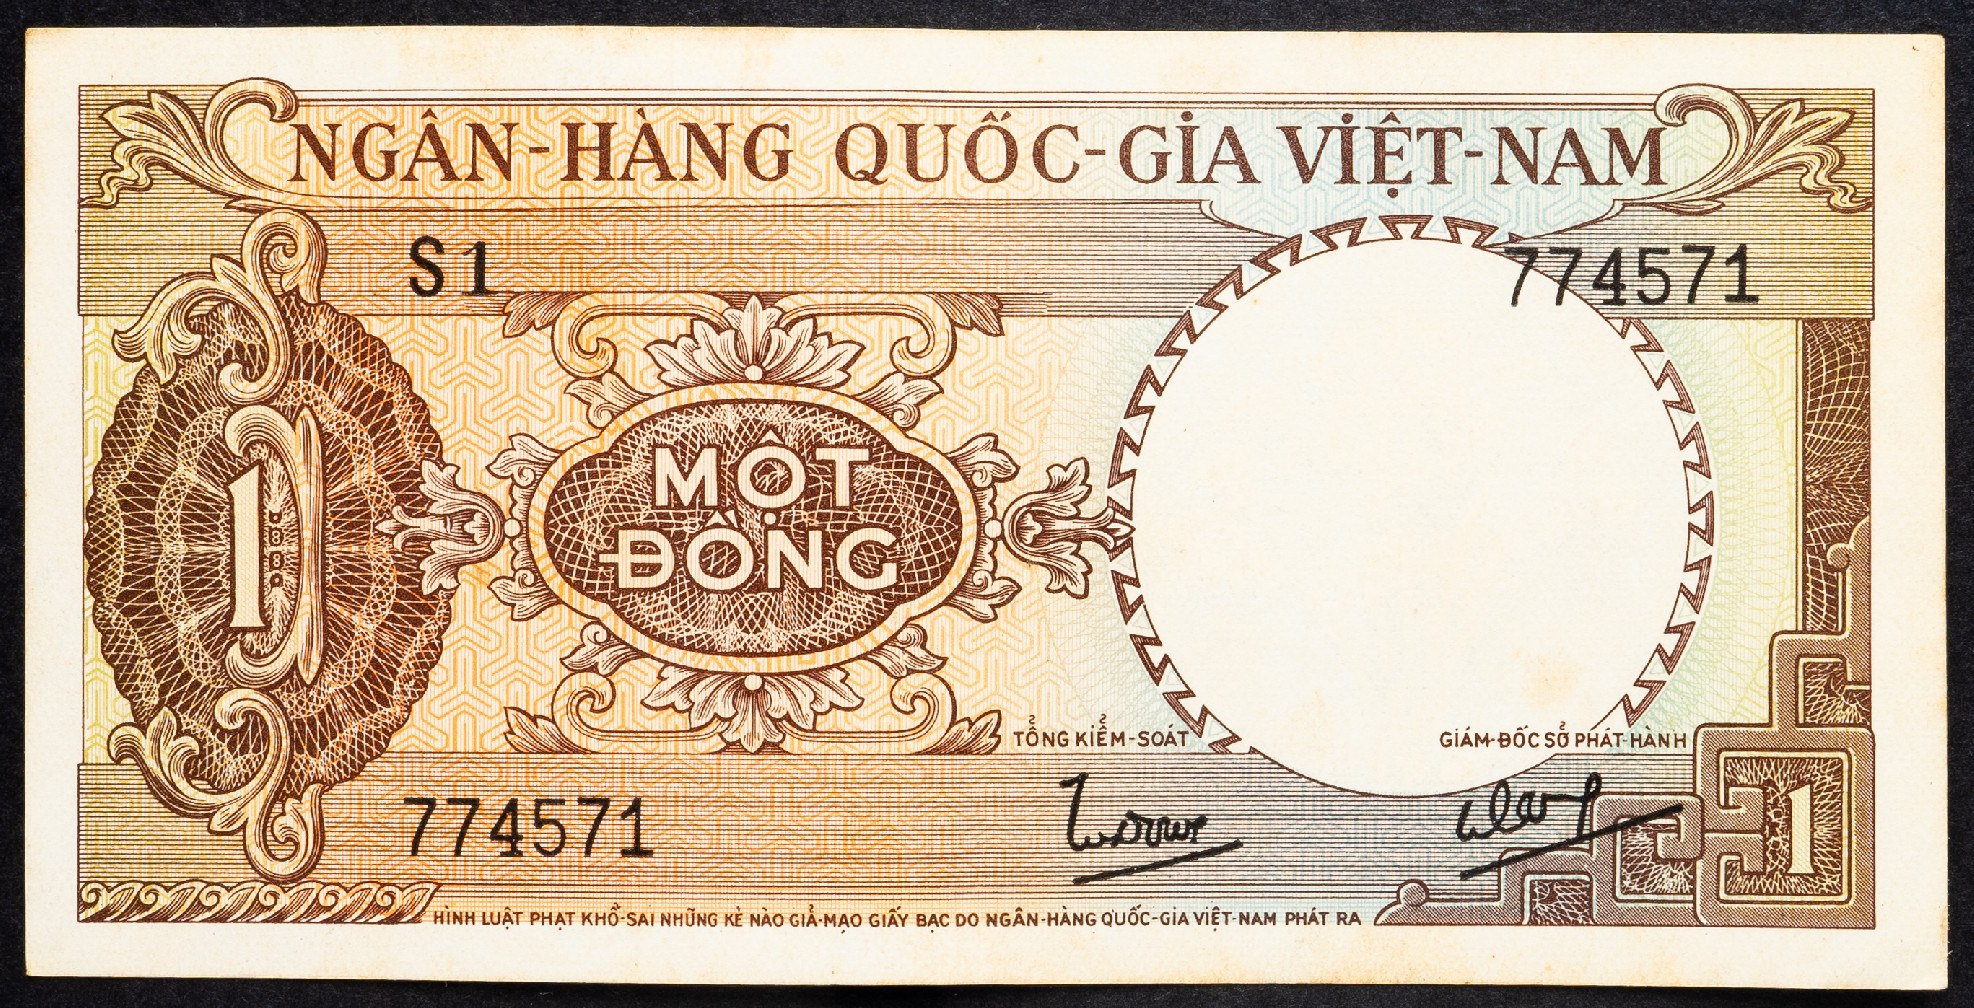 NGÂN-HÀNG QUỐC-GIA VIỆT-NAM
S1
774571
1
MỘT
ĐỒNG
TỔNG KIỂM-SOÁT
GIÁM-ĐỐC SỞ PHÁT-HÀNH
774571
1
HÌNH LUẬT PHẠT KHỔ-SAI NHỮNG KẺ NÀO GIẢ-MẠO GIẤY BẠC DO NGÂN-HÀNG QUỐC-GIA VIỆT-NAM PHÁT RA